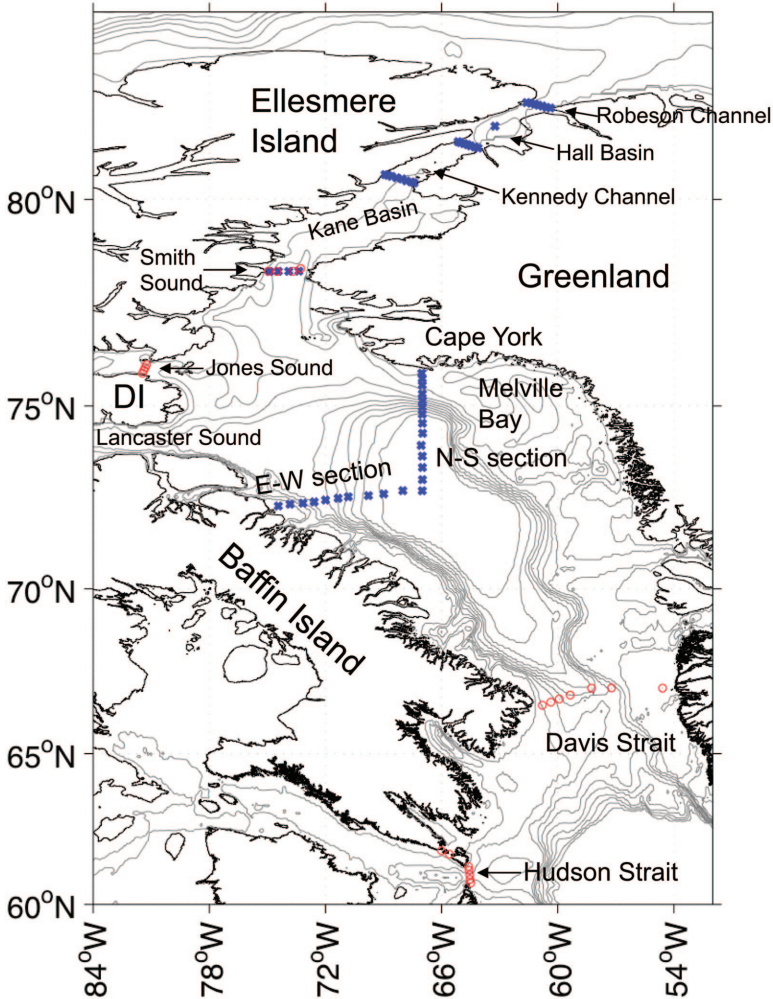 Ellesmere
Island
Robeson Channel
Hall Basin
Kennedy Channel
80°N
Kane Basin
Smith
Sound
Greenland
Cape York
Jones Sound
DI
Melville
Bay
75°N
Lancaster Sound
E-W section
N-S section
70°N
Baffin Island
Davis Strait
65°N
Hudson Strait
60°N
84°W
78°W
72°W
66°W
60°W
54°W